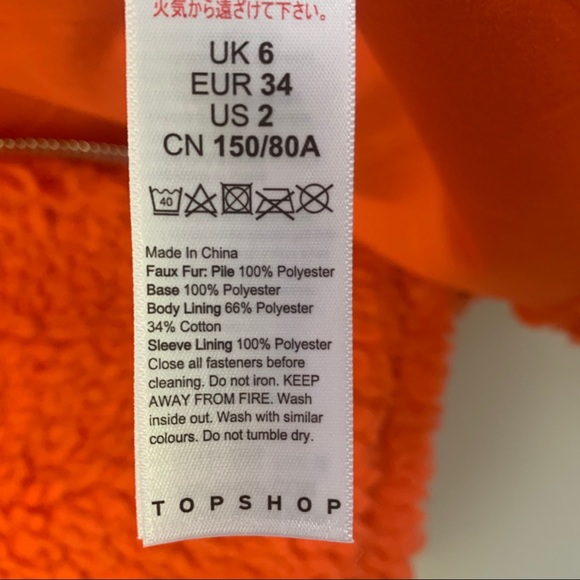 火気から遠ざけて下さい。
UK 6
EUR 34
US 2
CN 150/80A
40
Made In China
Faux Fur: Pile 100% Polyester
Base 100% Polyester
Body Lining 66% Polyester
34% Cotton
Sleeve Lining 100% Polyester
Close all fasteners before
cleaning. Do not iron. KEEP
AWAY FROM FIRE. Wash
inside out. Wash with similar
colours. Do not tumble dry.
TOPSHOP